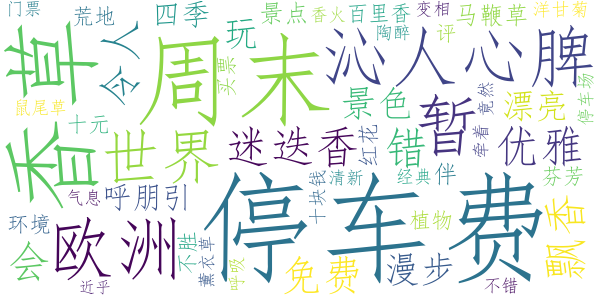 门票
荒地
四季
玩
景点
香火
百里香
变相
马鞭草
洋甘菊
香草
令人
周末
买票
陶醉
评
沁人心脾
鼠尾草
十元
景色
暂
竟然
漂亮
停车场
世界
迷迭香
红花
错
牵着
优雅
气息
呼朋引
十块钱
清新
经典
伴
芬芳
环境
会
欧洲
不胜
薰衣草
停车费
植物
飘香
近乎
呼吸
免费
漫步
不错